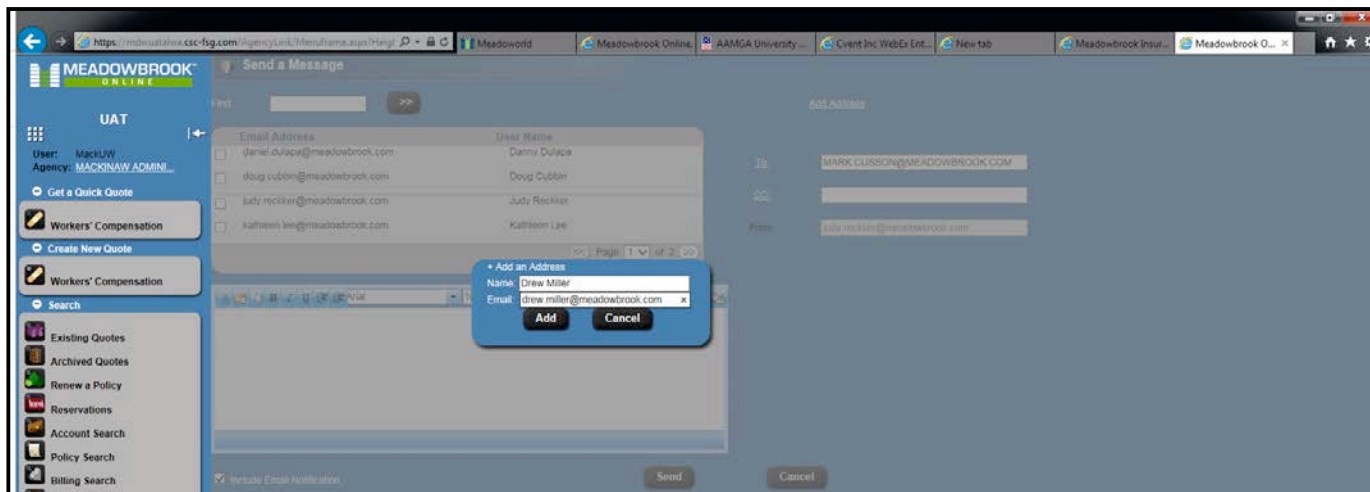 https://mdwuataiwa.csc-fsg.com/AgencyLink/Menuframe.aspx?Hingl
Meadoworld
Meadowbrook Online.
AAMGA University ...
Cvent Inc WebEx Ent...
New tab
Meadowbrook Insur...
Meadowbrook O...
MEADOWBROOK
ONLINE
UAT
User: MackUW
Agency: MACKINAW ADMINI...
Get a Quick Quote
Workers' Compensation
Create New Quote
Workers' Compensation
Search
Existing Quotes
Archived Quotes
Renew a Policy
Reservations
Account Search
Policy Search
Billing Search
Send a Message
Find:
>>
Add Address
Email Address User Name
daniel.dulapa@meadowbrook.com Danny Dulapa
doug.cubbin@meadowbrook.com Doug Cubbin
judy.reckker@meadowbrook.com Judy Reckker
kathleen.lee@meadowbrook.com Kathleen Lee
<< Page 1 of 2 >>
To:
MARK.CLISSON@MEADOWBROOK.COM
CC:
From:
+ Add an Address
Name: Drew Miller
Email: drew.miller@meadowbrook.com
Add Cancel
Arial
Include Email Notification
Send
Cancel